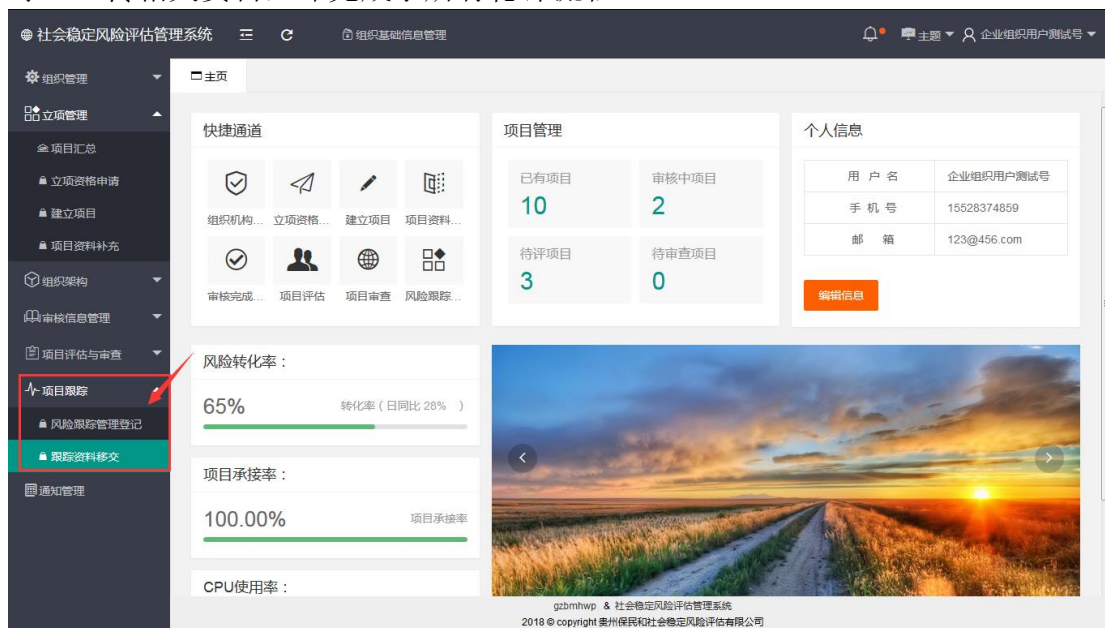 社会稳定风险评估管理系统
组织基础信息管理
主题
企业组织用户测试号
组织管理
立项管理
项目汇总
立项资格申请
建立项目
项目资料补充
组织架构
审核信息管理
项目评估与审查
项目跟踪
风险跟踪管理登记
跟踪资料移交
通知管理
主页
快捷通道
组织机构... 立项资格... 建立项目 项目资料...
审核完成... 项目评估 项目审查 风险跟踪...
项目管理
已有项目 审核中项目
10 2
待评项目 待审查项目
3 0
个人信息
用 户 名 企业组织用户测试号
手 机 号 15528374859
邮 箱 123@456.com
编辑信息
风险转化率：
65% 转化率（日同比 28% ）
项目承接率：
100.00% 项目承接率
CPU使用率：
gzbmhwp & 社会稳定风险评估管理系统
2018 © copyright 贵州保民和社会稳定风险评估有限公司